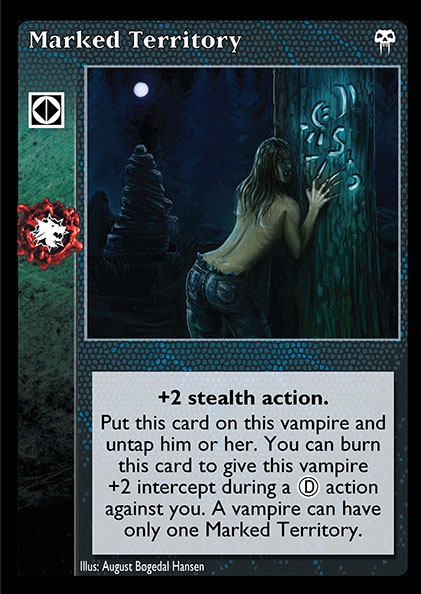 Marked Territory
+2 stealth action.
Put this card on this vampire and
untap him or her. You can burn
this card to give this vampire
+2 intercept during a Ⓓ action
against you. A vampire can have
only one Marked Territory.
Illus: August Bøgedal Hansen